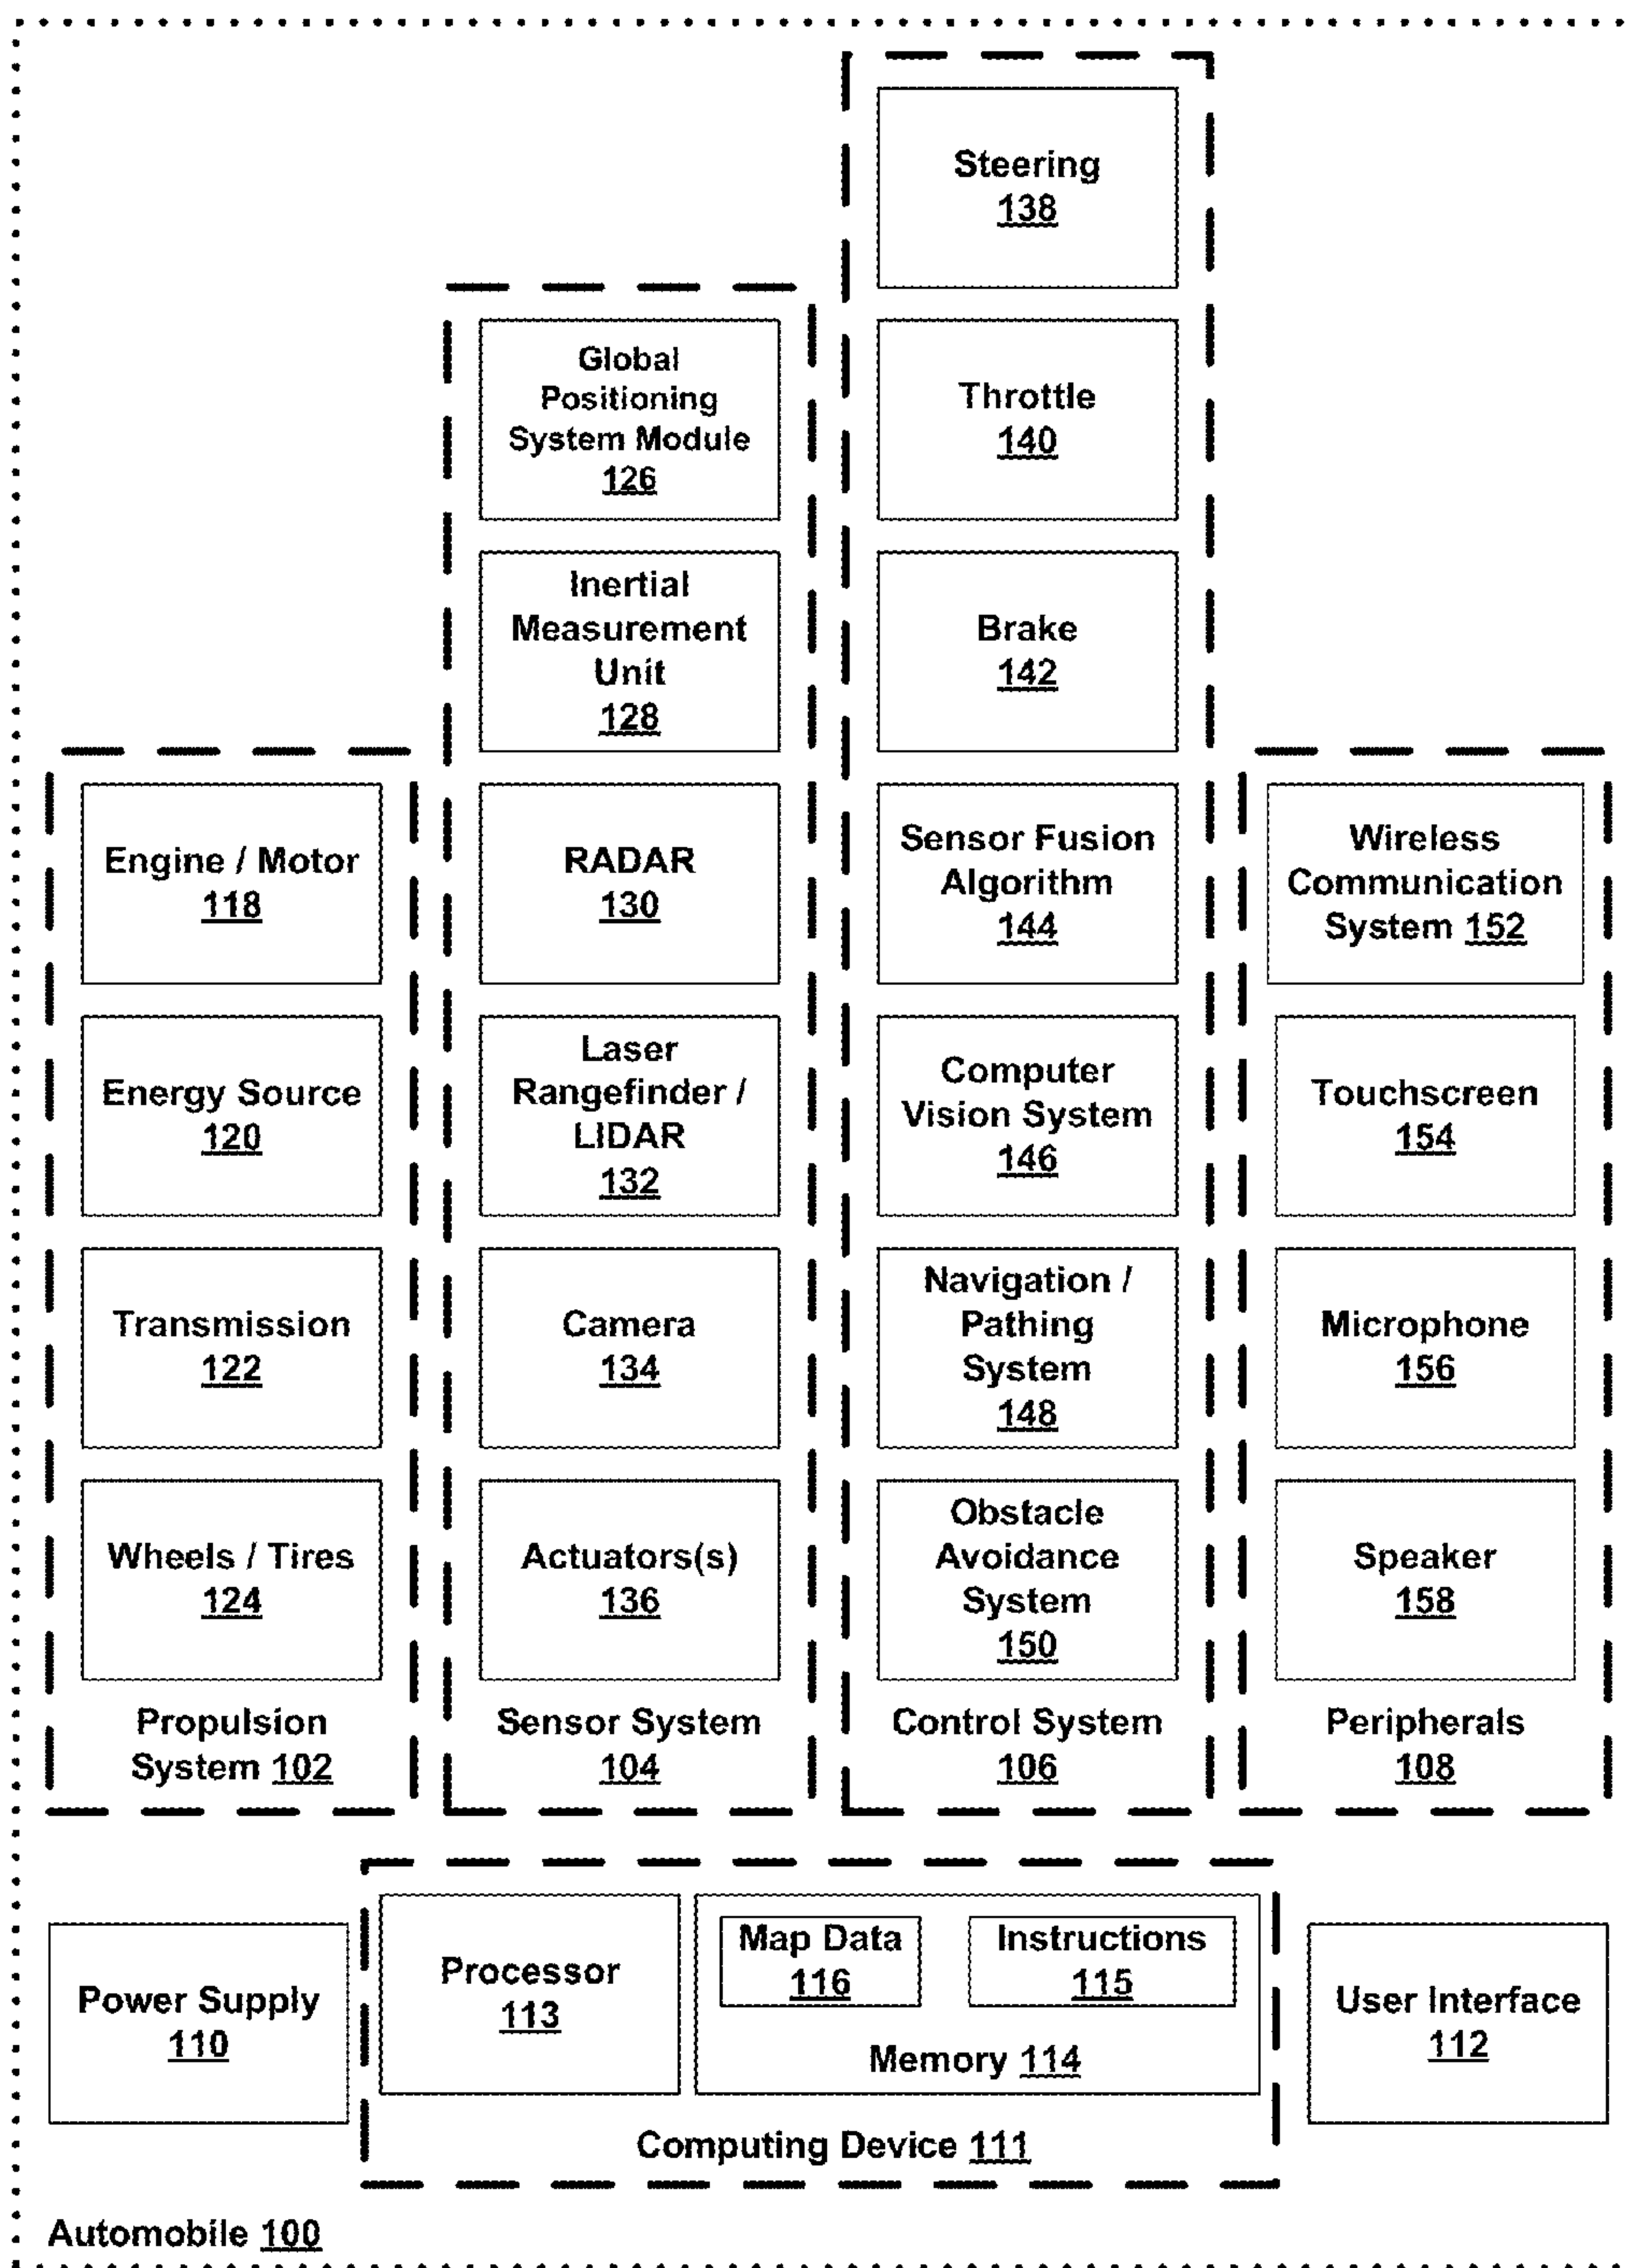 Steering
138
Throttle
140
Brake
142
Sensor Fusion
Algorithm
144
Computer
Vision System
146
Navigation /
Pathing
System
148
Obstacle
Avoidance
System
150
Control System
106
Global
Positioning
System Module
126
Inertial
Measurement
Unit
128
RADAR
130
Laser
Rangefinder /
LIDAR
132
Camera
134
Actuators(s)
136
Sensor System
104
Engine / Motor
118
Energy Source
120
Transmission
122
Wheels / Tires
124
Propulsion
System 102
Wireless
Communication
System 152
Touchscreen
154
Microphone
156
Speaker
158
Peripherals
108
Power Supply
110
Processor
113
Map Data
116
Instructions
115
Memory 114
Computing Device 111
User Interface
112
Automobile 100